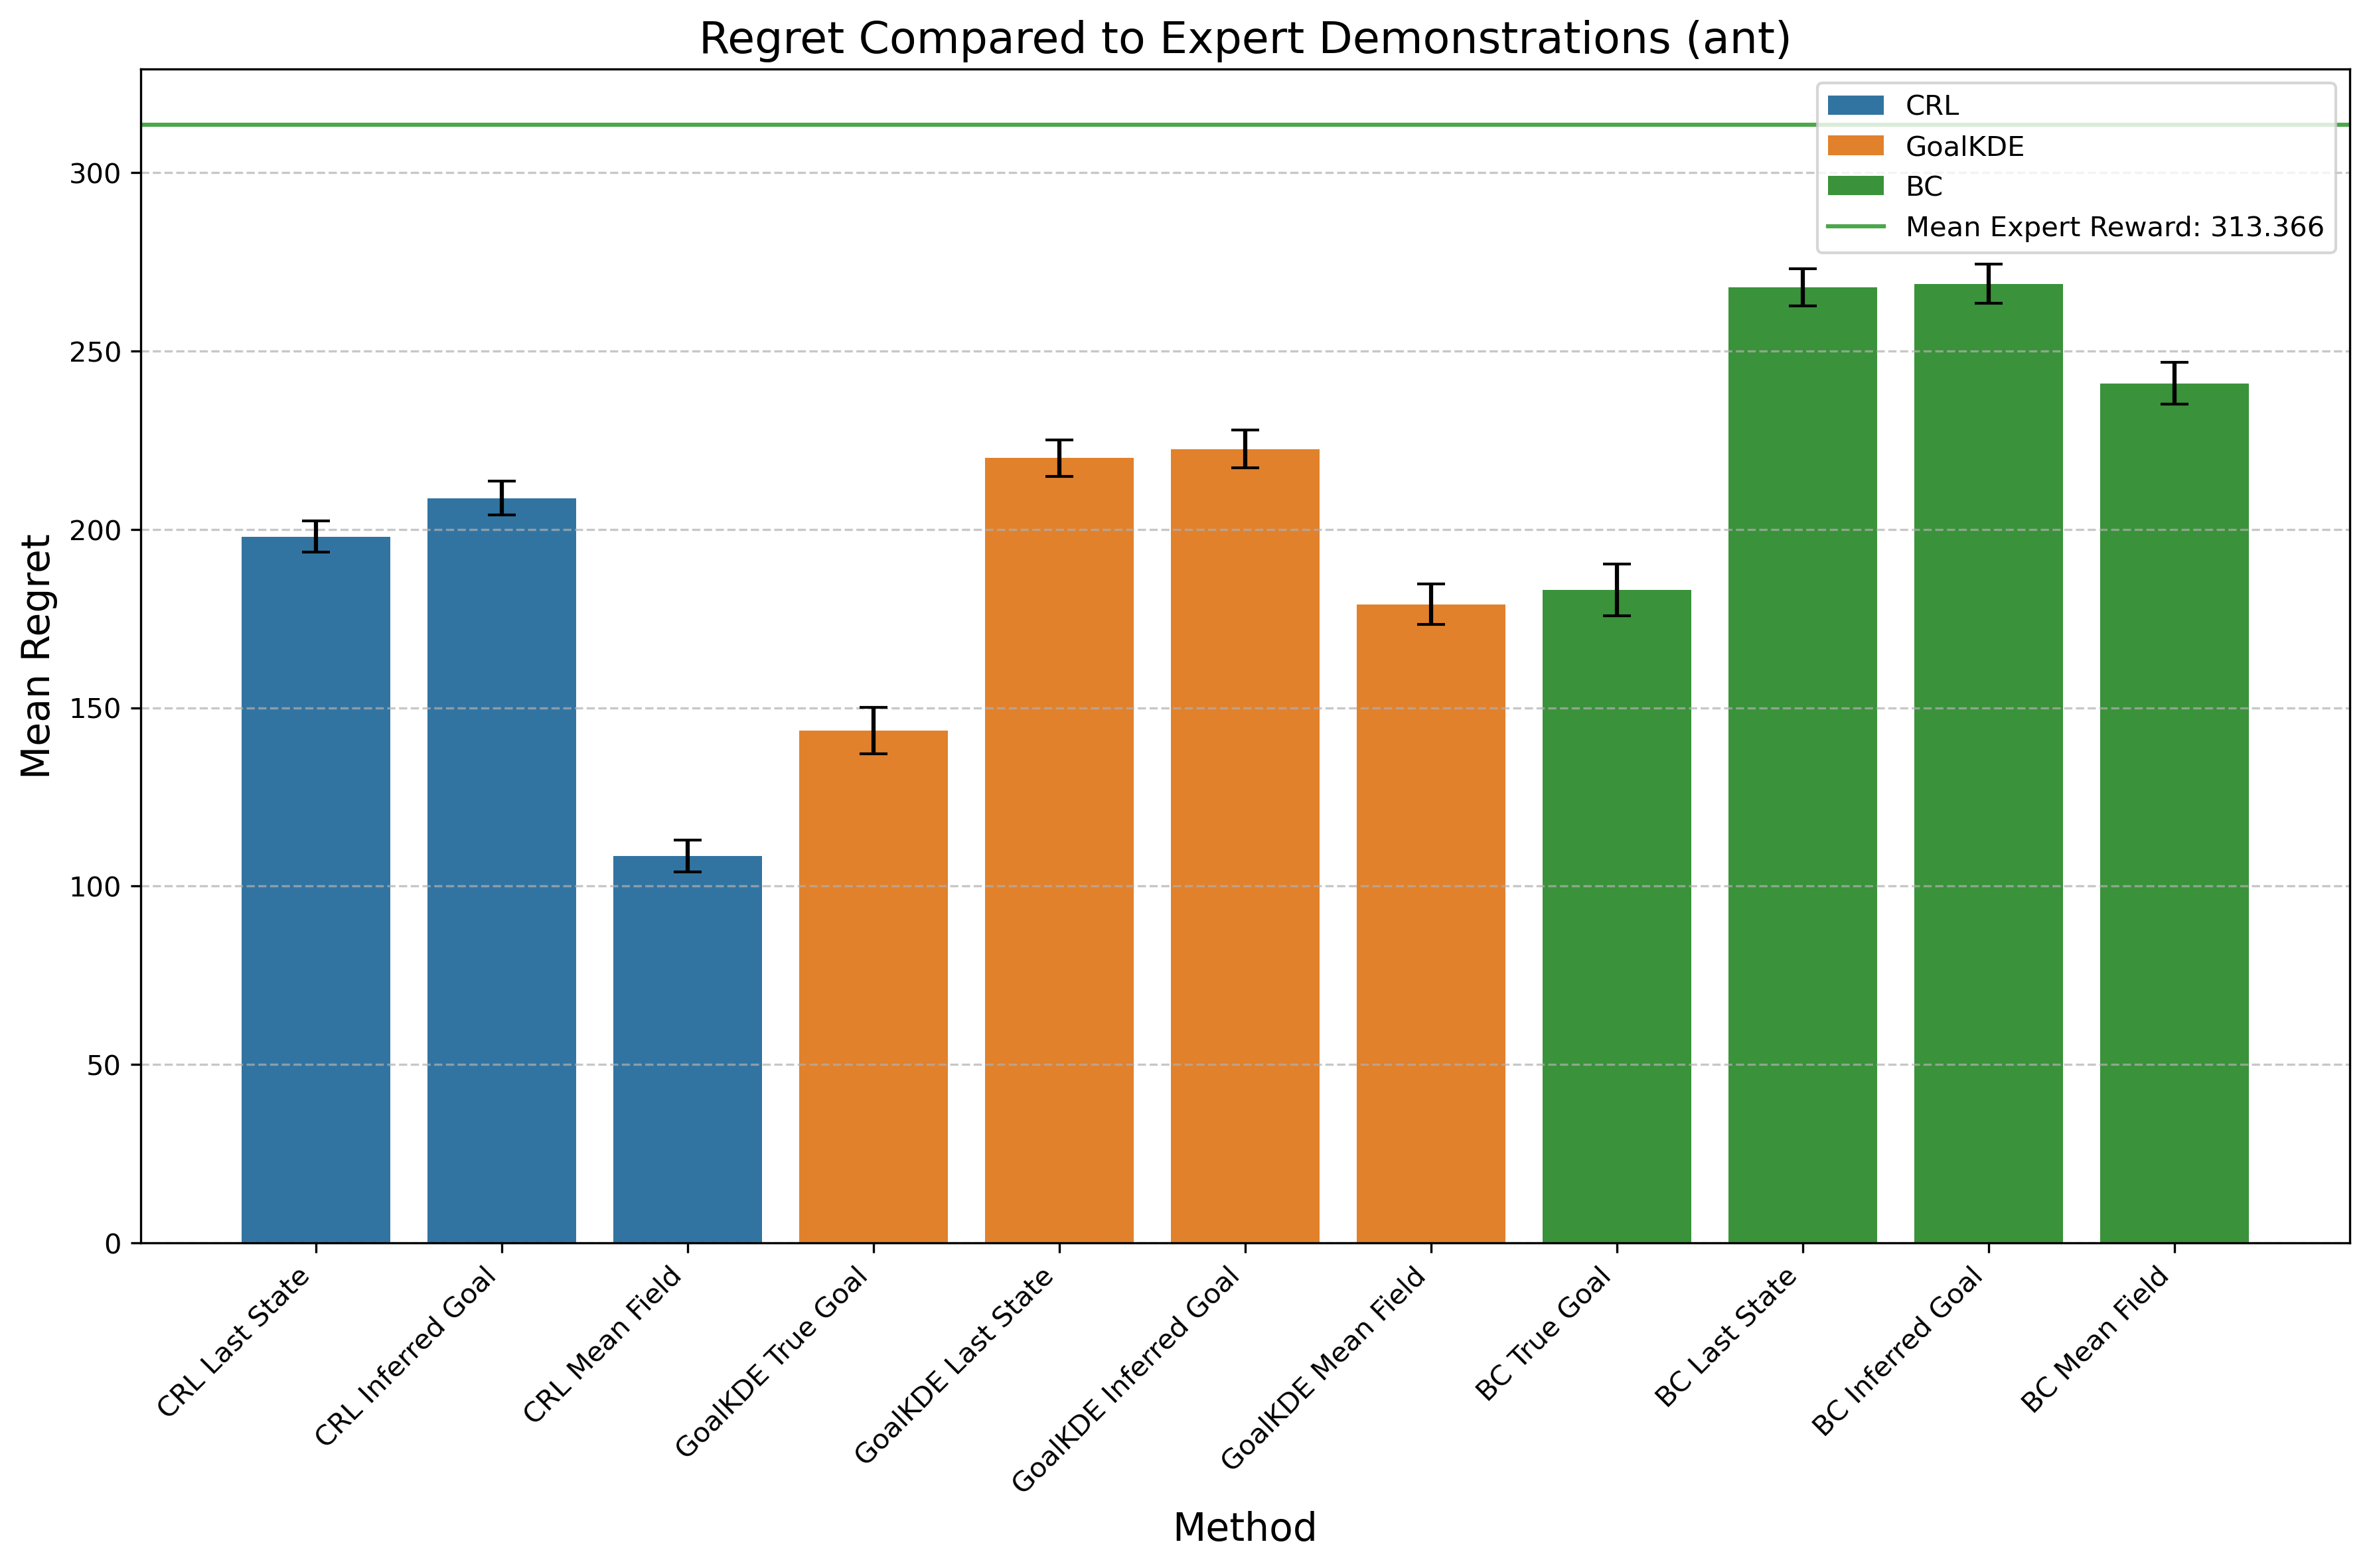 Regret Compared to Expert Demonstrations (ant)
CRL
GoalKDE
BC
Mean Expert Reward: 313.366
Mean Regret
300
250
200
150
100
50
0
CRL Last State
CRL Inferred Goal
CRL Mean Field
GoalKDE True Goal
GoalKDE Last State
GoalKDE Inferred Goal
GoalKDE Mean Field
BC True Goal
BC Last State
BC Inferred Goal
BC Mean Field
Method